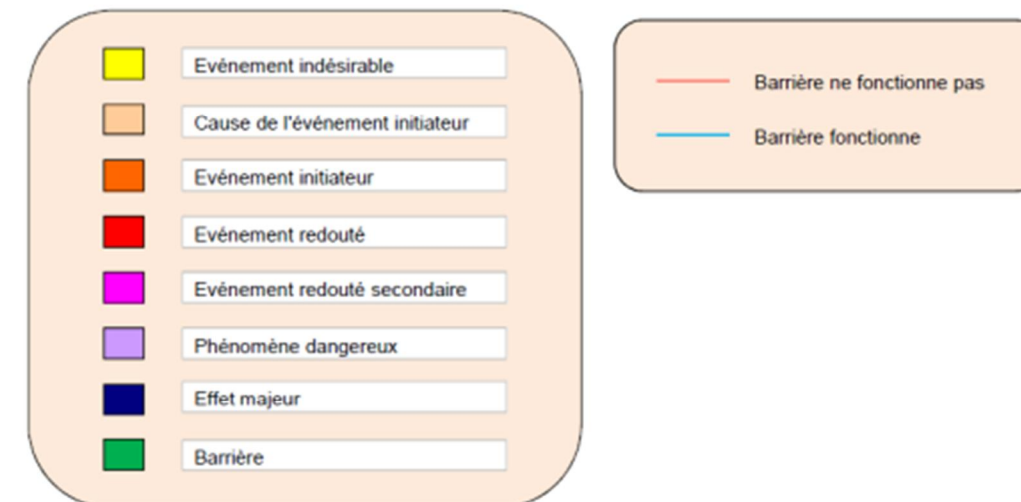 Evénement indésirable
Cause de l'événement initiateur
Evénement initiateur
Evénement redouté
Evénement redouté secondaire
Phénomène dangereux
Effet majeur
Barrière
Barrière ne fonctionne pas
Barrière fonctionne